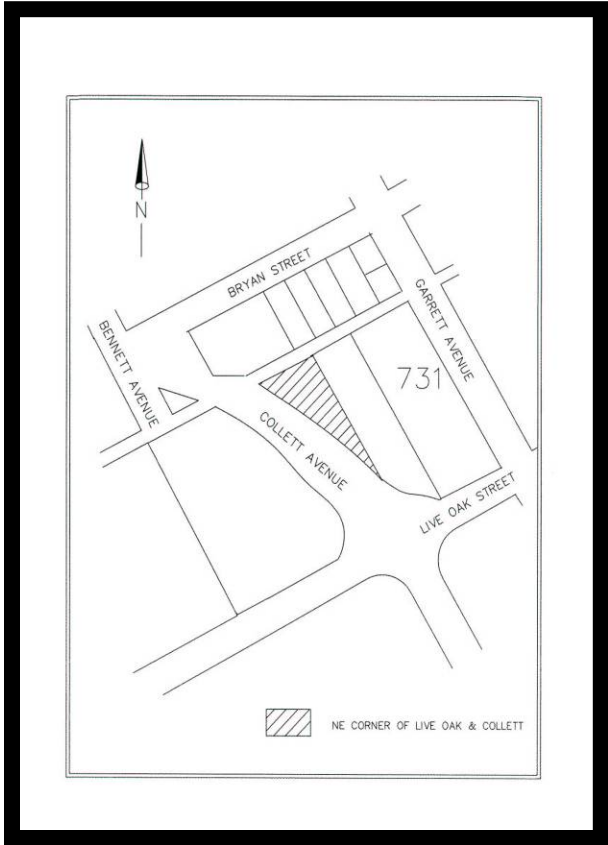 N
BRYAN STREET
BENNETT AVENUE
GARRETT AVENUE
731
COLLETT AVENUE
LIVE OAK STREET
NE CORNER OF LIVE OAK & COLLETT